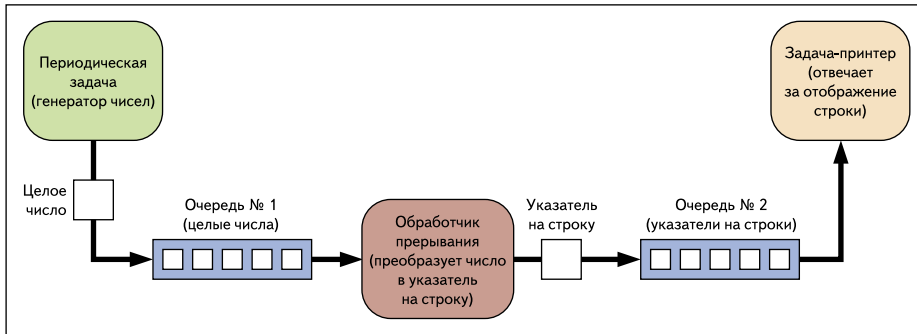 Периодическая
задача
(генератор чисел)
Задача-принтер
(отвечает
за отображение
строки)
Целое
число
Очередь № 1
(целые числа)
Обработчик
прерывания
(преобразует число
в указатель
на строку)
Указатель
на строку
Очередь № 2
(указатели на строки)